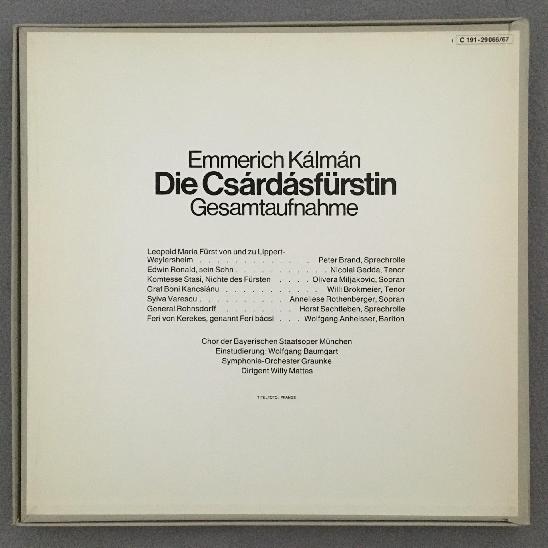 C 191-29066/67
Emmerich Kálmán
Die Csárdásfürstin
Gesamtaufnahme
Leopold Maria Fürst von und zu Lippert-
Weylersheim . . . . . . . . . . . . . Peter Brand, Sprechrolle
Edwin Ronald, sein Sohn . . . . . . . . . . . Nicolai Gedda, Tenor
Komtesse Stasi, Nichte des Fürsten . . . . Olivera Miljakovic, Sopran
Graf Boni Kancsiánu . . . . . . . . . . . Willi Brokmeier, Tenor
Sylva Varescu . . . . . . . . . . Anneliese Rothenberger, Sopran
General Rohnsdorff . . . . . . . . Horst Sachtleben, Sprechrolle
Feri von Kerekes, genannt Feri bácsi . . . Wolfgang Anheisser, Bariton
Chor der Bayerischen Staatsoper München
Einstudierung: Wolfgang Baumgart
Symphonie-Orchester Graunke
Dirigent Willy Mattes